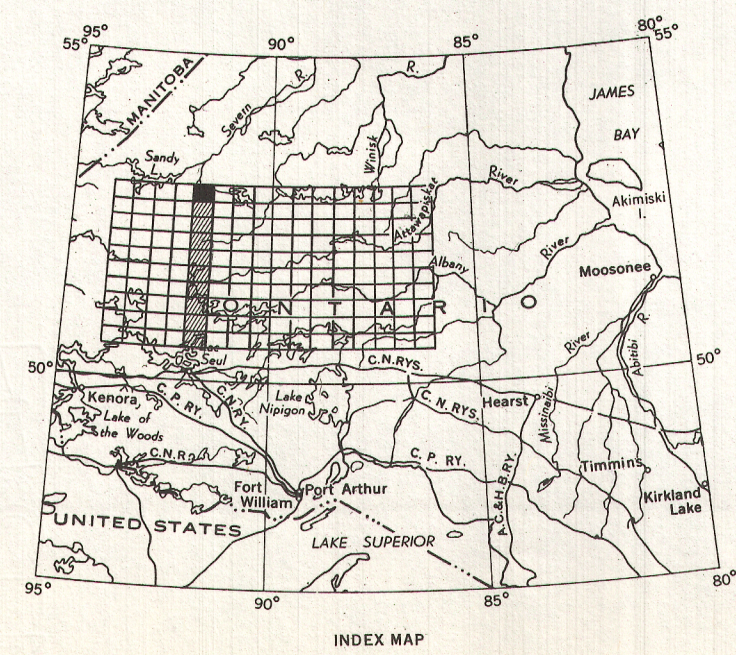 95°
55°
90°
85°
80°
55°
MANITOBA
Severn
R.
R.
Winisk
JAMES
BAY
Sandy
L.
Attawapiskat
River
Akimiski
I.
Albany
River
Moosonee
ONTARIO
Lac
Seul
C.N.RYS.
River
Abitibi
R.
50°
50°
Kenora
C. P. RY.
C.N.RY.
Lake
Nipigon
C. N. RYS.
Hearst
Missinaibi
Lake of
the Woods
C.N.R.
C. P. RY.
Timmins
Fort
William
Port Arthur
A.C.&H.B.RY.
Kirkland
Lake
UNITED STATES
LAKE SUPERIOR
95°
90°
85°
80°
INDEX MAP